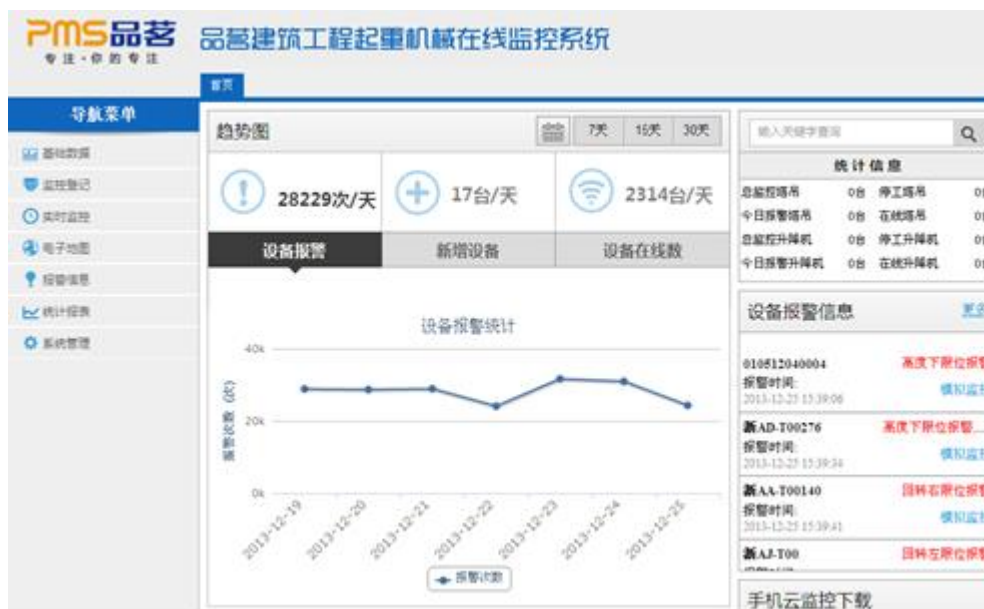 PMS品茗
专注·你的专注
品茗建筑工程起重机械在线监控系统
首页
导航菜单
基础数据
监控登记
实时监控
电子地图
报警信息
统计报表
系统管理
趋势图
7天 15天 30天
28229次/天
17台/天
2314台/天
设备报警
新增设备
设备在线数
设备报警统计
报警次数 (次)
40k
20k
0k
2013-12-19
2013-12-20
2013-12-21
2013-12-22
2013-12-23
2013-12-24
2013-12-25
报警次数
输入关键字查询
统计信息
总监控塔吊 0台 停工塔吊
今日报警塔吊 0台 在线塔吊
总监控升降机 0台 停工升降机
今日报警升降机 0台 在线升降机
设备报警信息
010512040004 高度下限位报警
报警时间:
2013-12-25 15:39:06 模拟监控
浙AD-T00276 高度下限位报警...
报警时间:
2013-12-25 15:39:34 模拟监控
浙AA-T00140 回转右限位报警
报警时间:
2013-12-25 15:39:41 模拟监控
浙AJ-T00 回转左限位报警
手机云监控下载